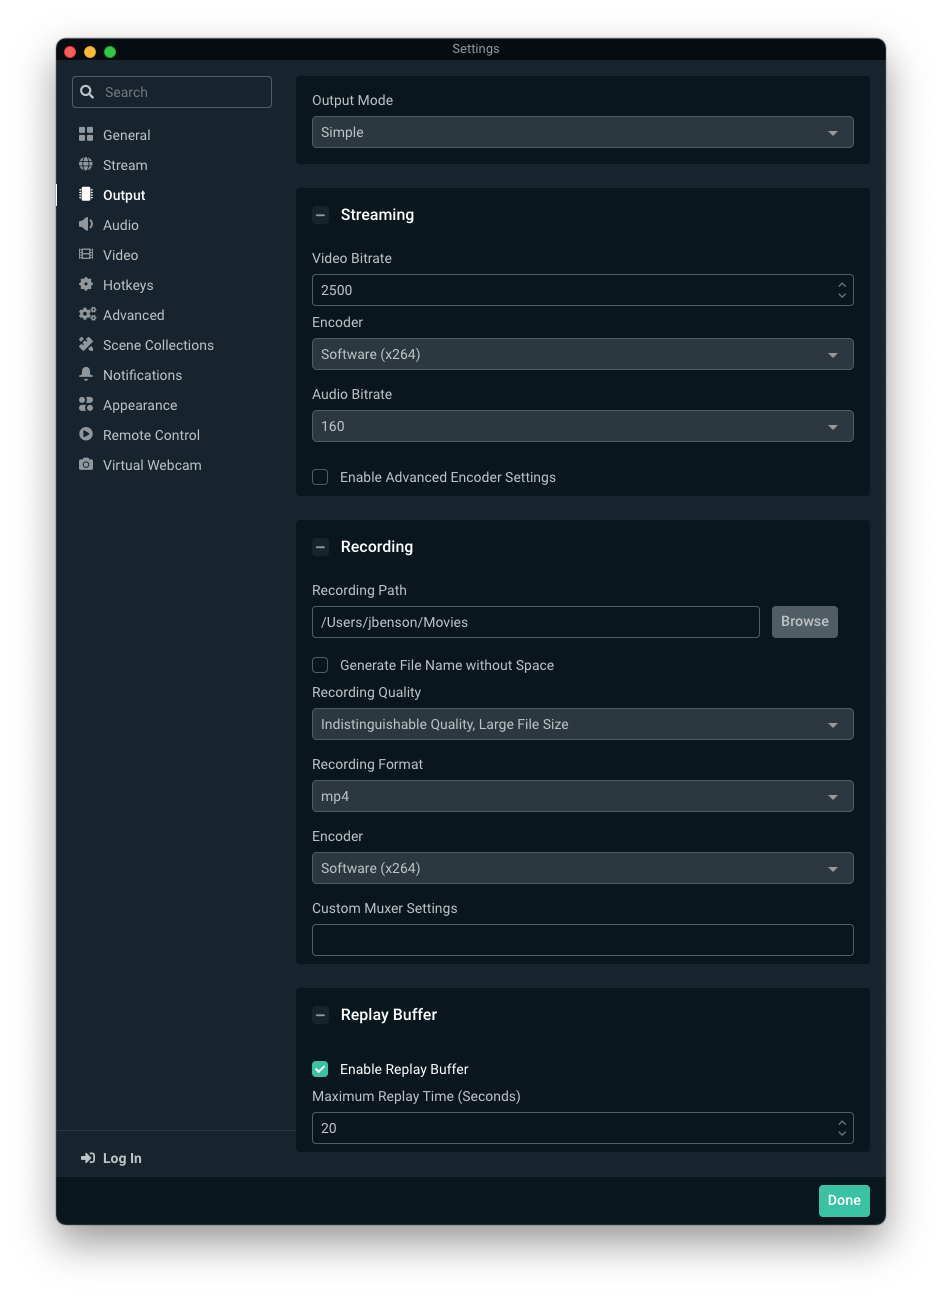 Settings
Search
General
Stream
Output
Audio
Video
Hotkeys
Advanced
Scene Collections
Notifications
Appearance
Remote Control
Virtual Webcam
Log In
Output Mode
Simple
Streaming
Video Bitrate
2500
Encoder
Software (x264)
Audio Bitrate
160
Enable Advanced Encoder Settings
Recording
Recording Path
/Users/jbenson/Movies
Browse
Generate File Name without Space
Recording Quality
Indistinguishable Quality, Large File Size
Recording Format
mp4
Encoder
Software (x264)
Custom Muxer Settings
Replay Buffer
Enable Replay Buffer
Maximum Replay Time (Seconds)
20
Done